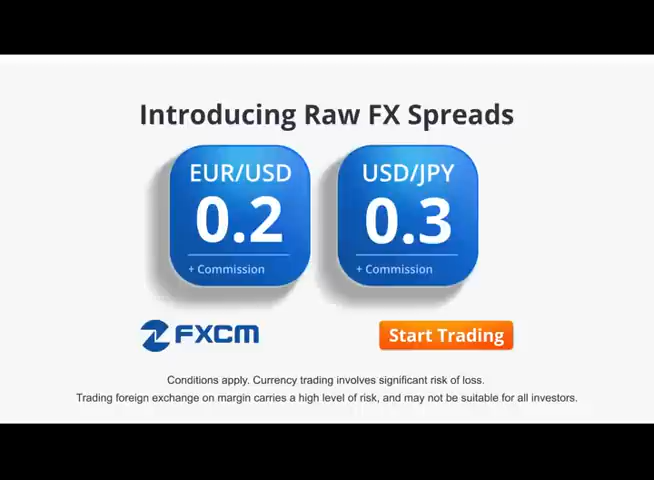 Introducing Raw FX Spreads
EUR/USD
0.2
+ Commission
USD/JPY
0.3
+ Commission
FXCM
Start Trading
Conditions apply. Currency trading involves significant risk of loss.
Trading foreign exchange on margin carries a high level of risk, and may not be suitable for all investors.